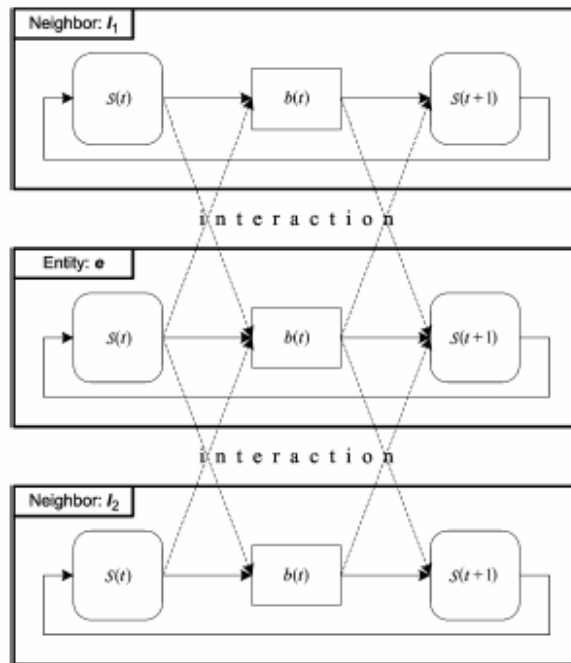 Neighbor: I₁
S(t) b(t) S(t+1)
interaction
Entity: e
S(t) b(t) S(t+1)
interaction
Neighbor: I₂
S(t) b(t) S(t+1)